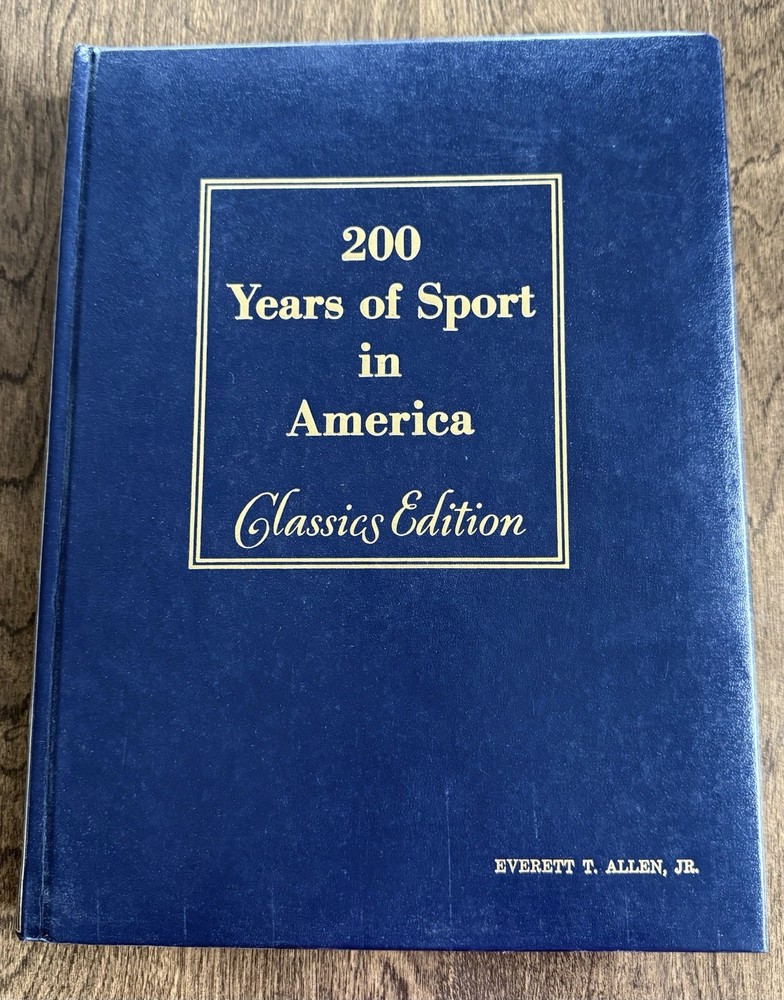 200
Years of Sport
in
America
Classics Edition
EVERETT T. ALLEN, JR.